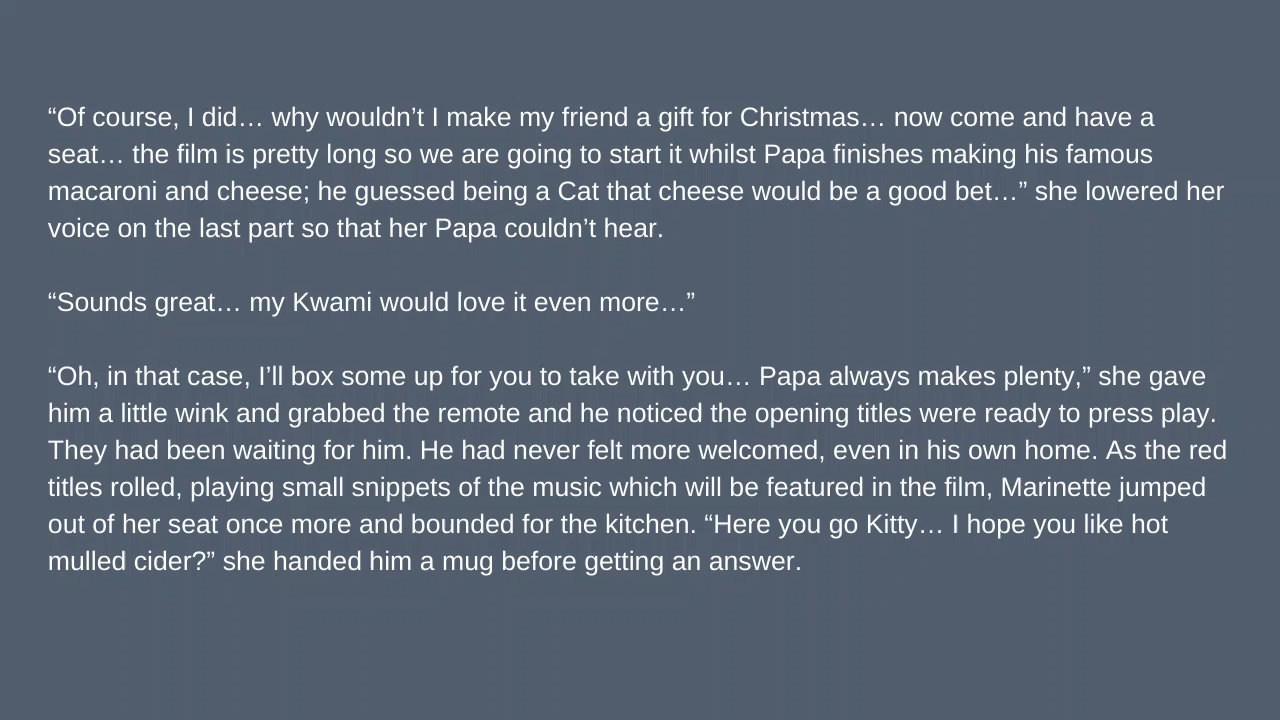 “Of course, I did… why wouldn’t I make my friend a gift for Christmas… now come and have a
seat… the film is pretty long so we are going to start it whilst Papa finishes making his famous
macaroni and cheese; he guessed being a Cat that cheese would be a good bet…” she lowered her
voice on the last part so that her Papa couldn’t hear.
“Sounds great… my Kwami would love it even more…”
“Oh, in that case, I’ll box some up for you to take with you… Papa always makes plenty,” she gave
him a little wink and grabbed the remote and he noticed the opening titles were ready to press play.
They had been waiting for him. He had never felt more welcomed, even in his own home. As the red
titles rolled, playing small snippets of the music which will be featured in the film, Marinette jumped
out of her seat once more and bounded for the kitchen. “Here you go Kitty… I hope you like hot
mulled cider?” she handed him a mug before getting an answer.